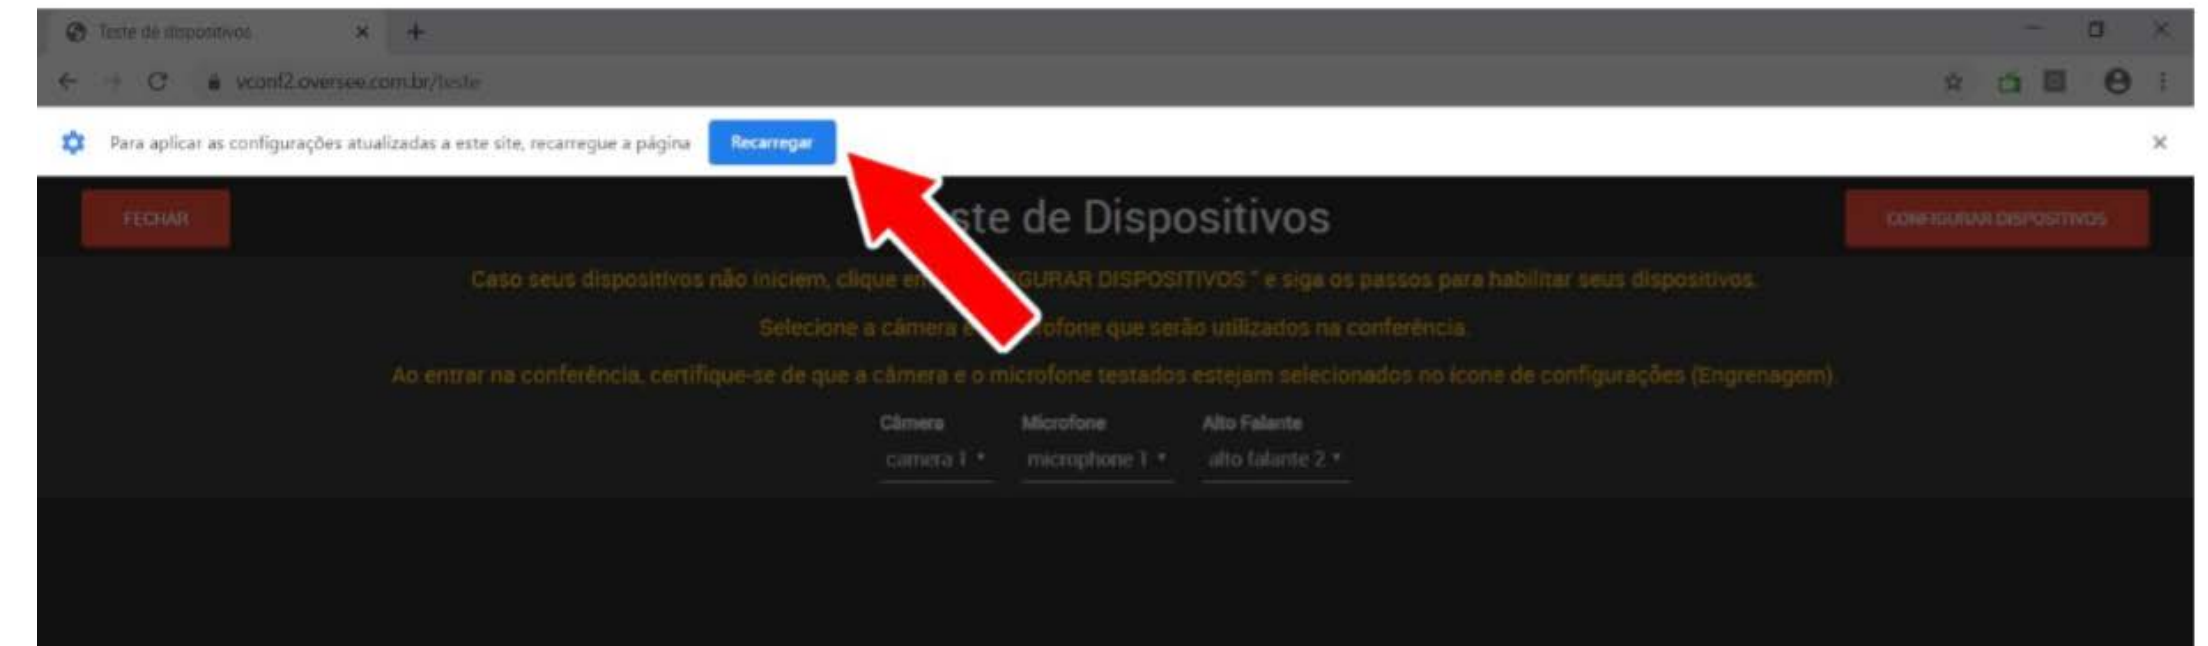 Teste de dispositivos
vconf2.oversee.com.br/teste
Para aplicar as configurações atualizadas a este site, recarregue a página Recarregar
FECHAR
ste de Dispositivos
CONFIGURAR DISPOSITIVOS
Caso seus dispositivos não iniciem, clique em GURAR DISPOSITIVOS " e siga os passos para habilitar seus dispositivos.
Selecione a câmera e rofone que serão utilizados na conferência.
Ao entrar na conferência, certifique-se de que a câmera e o microfone testados estejam selecionados no ícone de configurações (Engrenagem).
Câmera Microfone Alto Falante
camera 1 microphone 1 alto falante 2